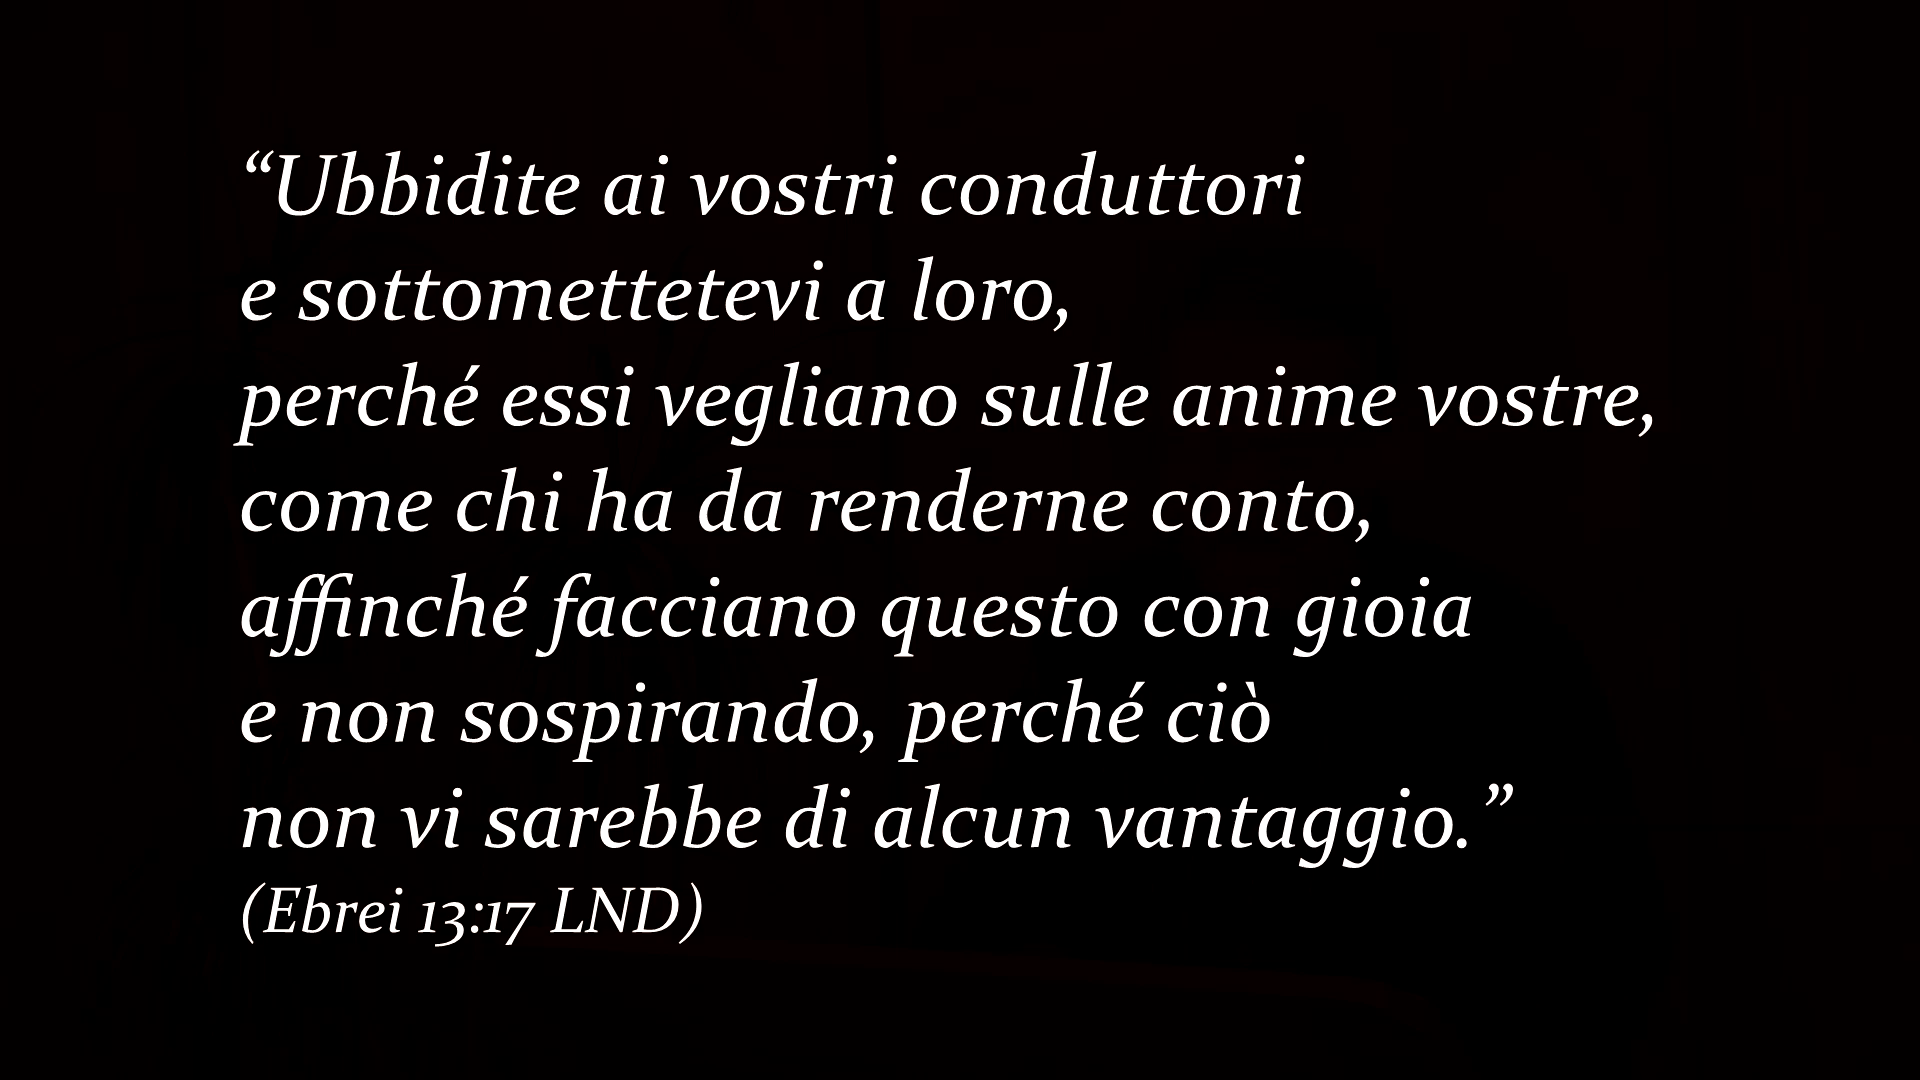 “Ubbidite ai vostri conduttori
e sottomettetevi a loro,
perché essi vegliano sulle anime vostre,
come chi ha da renderne conto,
affinché facciano questo con gioia
e non sospirando, perché ciò
non vi sarebbe di alcun vantaggio.”
(Ebrei 13:17 LND)